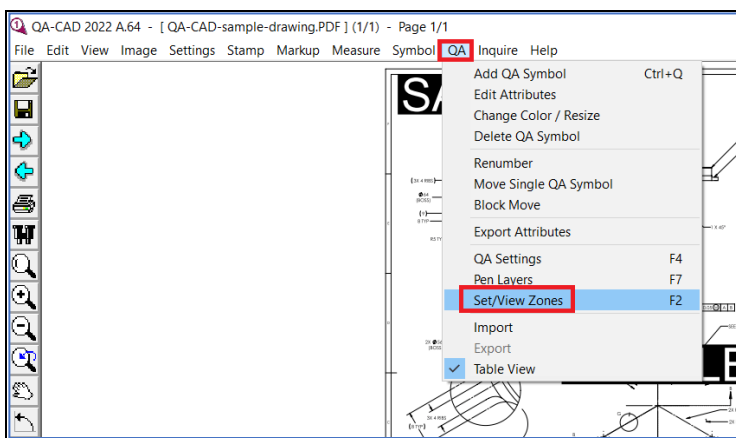 QA-CAD 2022 A.64 - [ QA-CAD-sample-drawing.PDF ] (1/1) - Page 1/1
File Edit View Image Settings Stamp Markup Measure Symbol QA Inquire Help
Add QA Symbol Ctrl+Q
Edit Attributes
Change Color / Resize
Delete QA Symbol
Renumber
Move Single QA Symbol
Block Move
Export Attributes
QA Settings F4
Pen Layers F7
Set/View Zones F2
Import
Export
Table View